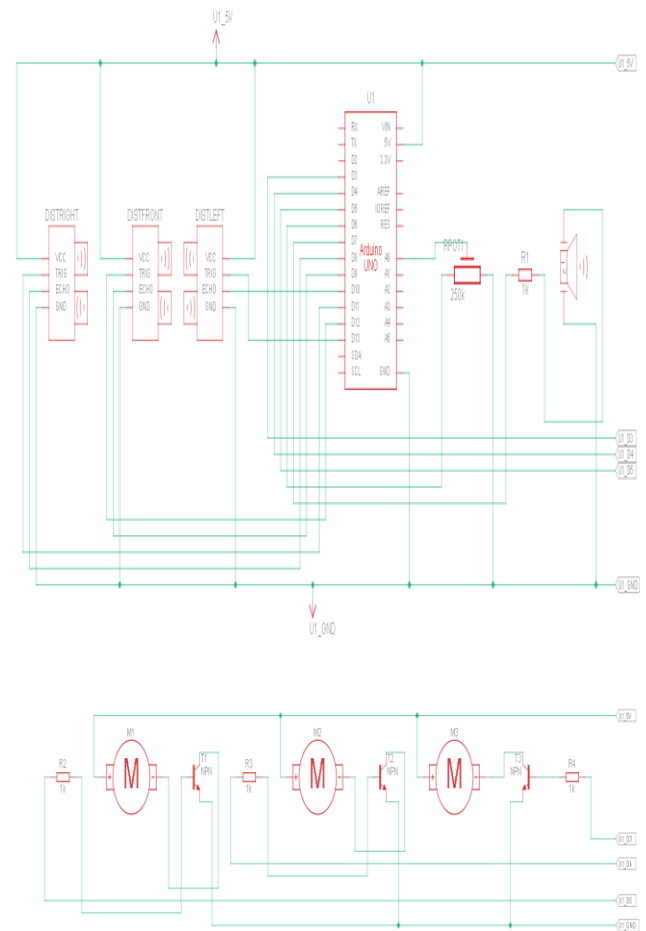 U1_5V
U1_5V
U1
RX VIN
TX 5V
D2 3.3V
D3
D4 AREF
D5 IOREF
D6 RES
D7
D8 A0
D9 A1
D10 A2
D11 A3
D12 A4
D13 A5
SDA
SCL GND
Arduino
UNO
DISTRIGHT DISTFRONT DISTLEFT
VCC VCC VCC
TRIG TRIG TRIG
ECHO ECHO ECHO
GND GND GND
RPOT1
250k
R1
1k
U1_D3
U1_D4
U1_D5
U1_GND
U1_GND
U1_5V
M1 M2 M3
R2 T1 R3 T2 T3 R4
NPN NPN NPN
1k 1k 1k
M M M
+ - + - + -
U1_D3
U1_D4
U1_D5
U1_GND